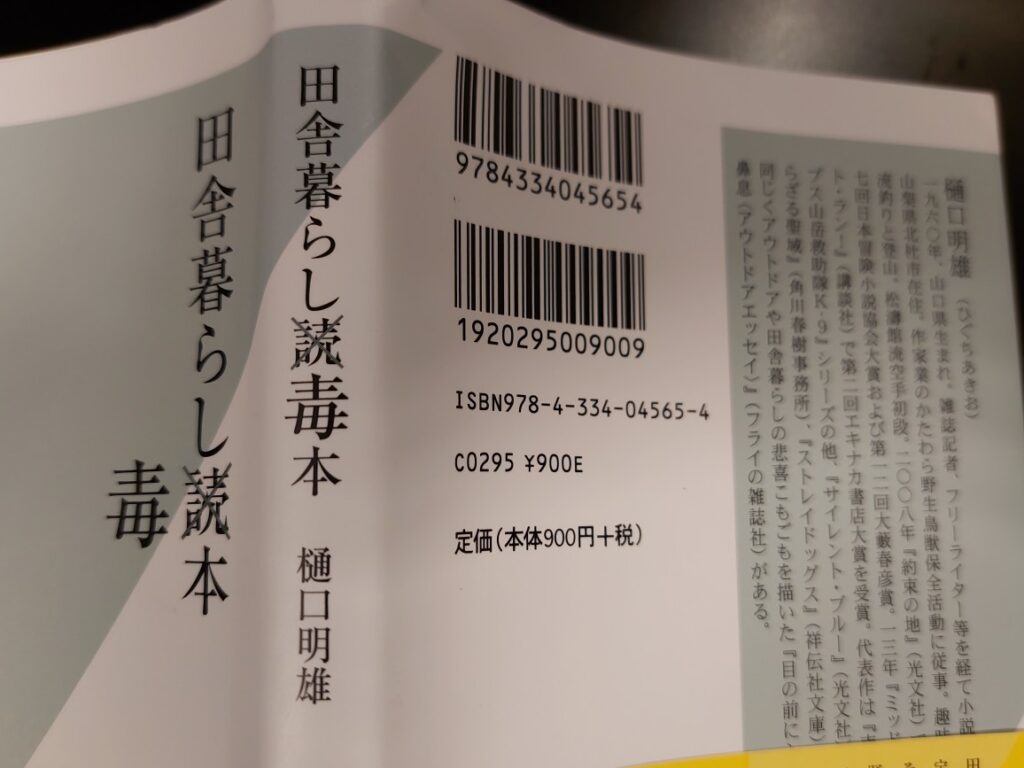 田舎暮らし読本
毒
田舎暮らし読毒本 樋口明雄
9784334045654
1920295009009
ISBN978-4-334-04565-4
C0295 ¥900E
定価(本体900円+税)
樋口明雄(ひぐちあきお)
一九六〇年、山口県生まれ。雑誌記者、フリーライター等を経て小説
山梨県北杜市在住。作家業のかたわら野生鳥獣保全活動に従事。趣味
渓釣りと登山。松濤館流空手初段。二〇〇八年『約束の地』(光文社)で
七回日本冒険小説協会大賞および第一二回大藪春彦賞。一三年『ミッド
ト・ラン!』(講談社)で第二回エキナカ書店大賞を受賞。代表作は『南
プス山岳救助隊K-9』シリーズの他、『サイレント・ブルー』(光文社
らざる聖域』(角川春樹事務所)、『ストレイドッグス』(祥伝社文庫)
同じくアウトドアや田舎暮らしの悲喜こもごもを描いた『目の前に
鼻息(アウトドアエッセイ)』(フライの雑誌社)がある。